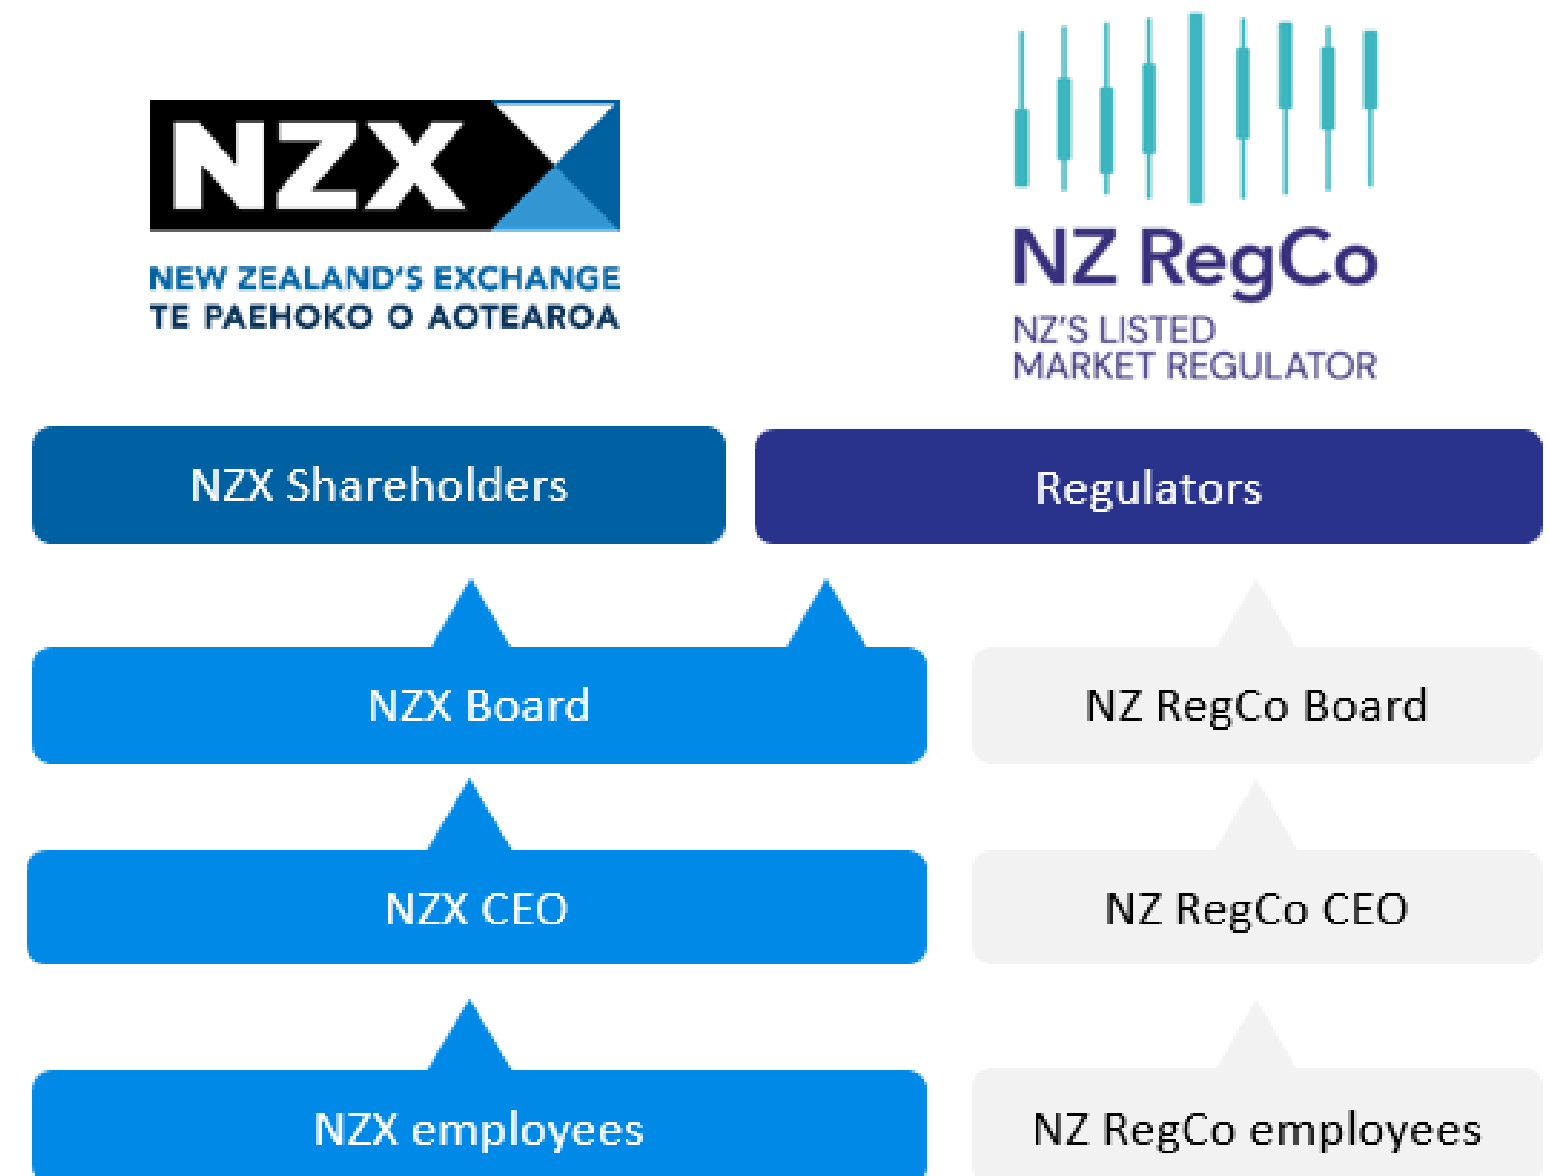 NZX
NEW ZEALAND'S EXCHANGE
TE PAEHOKO O AOTEAROA
NZ RegCo
NZ'S LISTED
MARKET REGULATOR
NZX Shareholders
Regulators
NZX Board
NZ RegCo Board
NZX CEO
NZ RegCo CEO
NZX employees
NZ RegCo employees